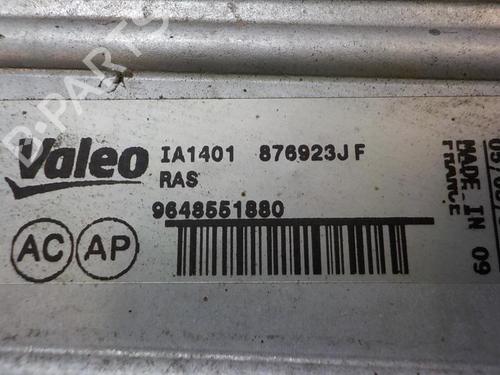 B-PARTS
Valeo IA1401 876923J F
RAS
9648551880
AC AP
MADE IN 09
FRANCE